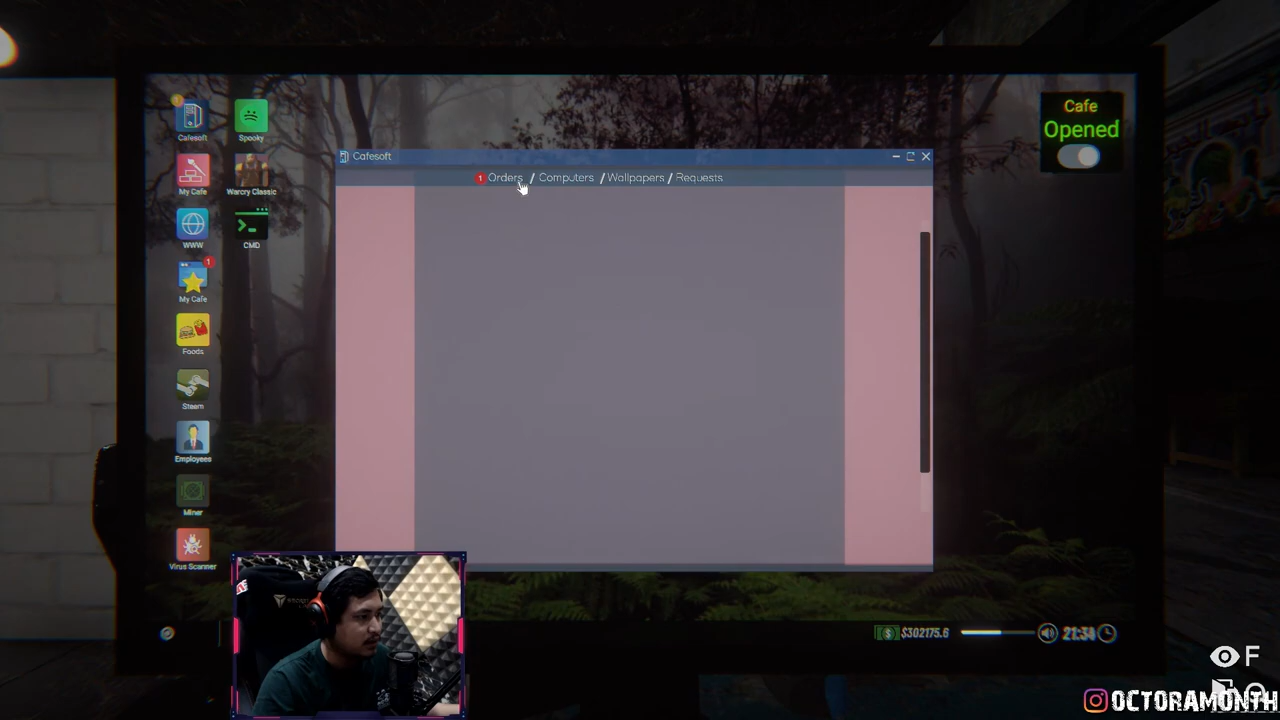 Cafesoft
Spooky
My Cafe
Warcry Classic
WWW
CMD
1
My Cafe
Foods
Steam
Employees
Miner
Virus Scanner
Cafesoft
1 Orders / Computers / Wallpapers / Requests
Cafe
Opened
$302175.6
21:34
F
OCTORAMONTH